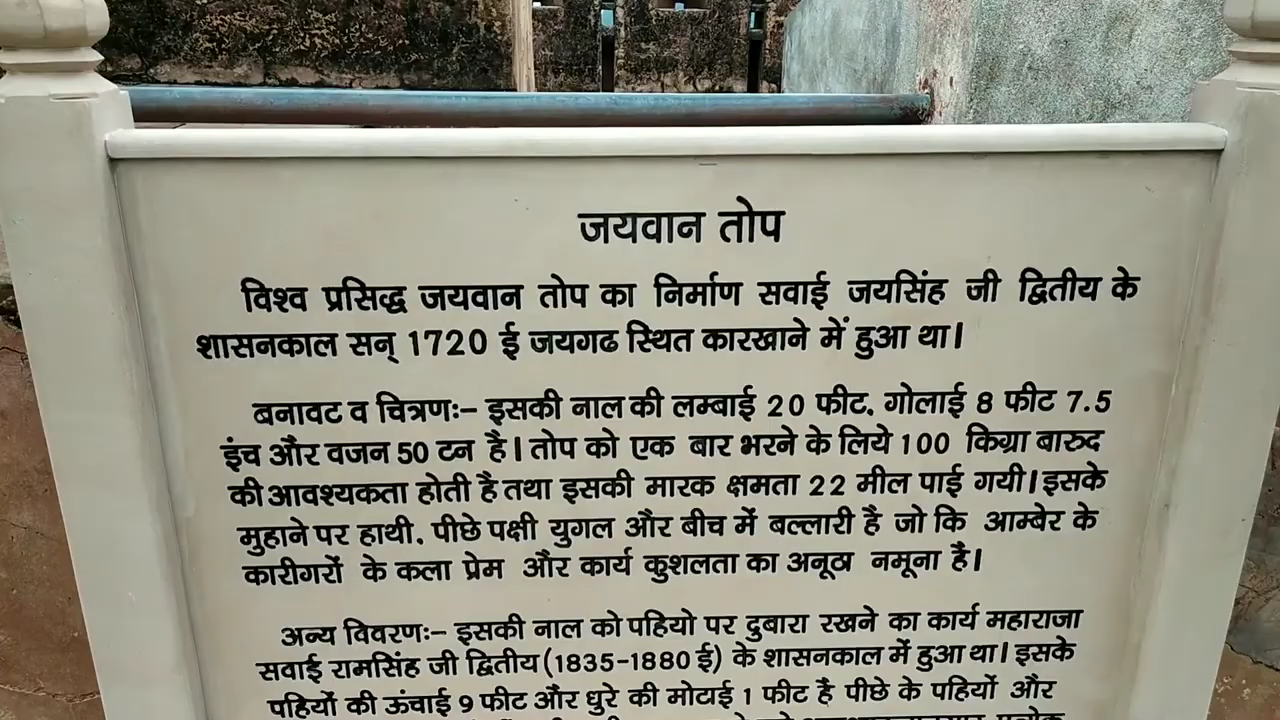 जयवान तोप
विश्व प्रसिद्ध जयवान तोप का निर्माण सवाई जयसिंह जी द्वितीय के
शासनकाल सन् 1720 ई जयगढ स्थित कारखाने में हुआ था।
बनावट व चित्रणः– इसकी नाल की लम्बाई 20 फीट. गोलाई 8 फीट 7.5
इंच और वजन 50 टन है। तोप को एक बार भरने के लिये 100 किग्रा बारुद
की आवश्यकता होती है तथा इसकी मारक क्षमता 22 मील पाई गयी। इसके
मुहाने पर हाथी. पीछे पक्षी युगल और बीच में बल्लारी है जो कि आम्बेर के
कारीगरों के कला प्रेम और कार्य कुशलता का अनूठा नमूना है।
अन्य विवरणः– इसकी नाल को पहियो पर दुबारा रखने का कार्य महाराजा
सवाई रामसिंह जी द्वितीय (1835-1880 ई) के शासनकाल में हुआ था। इसके
पहियों की ऊंचाई 9 फीट और धुरे की मोटाई 1 फीट है पीछे के पहियों और